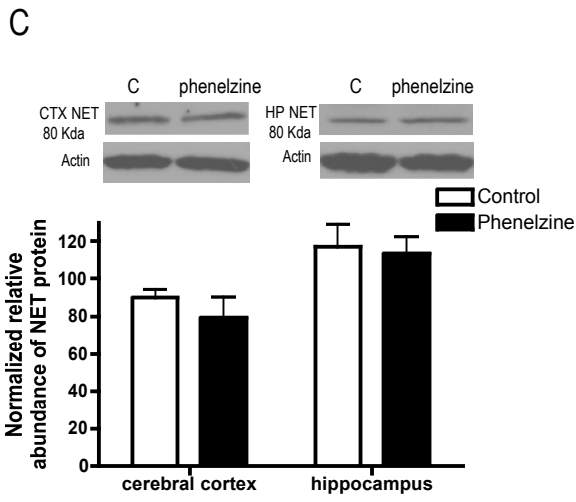 C
C phenelzine
CTX NET
80 Kda
Actin
C phenelzine
HP NET
80 Kda
Actin
Control
Phenelzine
Normalized relative
abundance of NET protein
120
100
80
60
40
20
0
cerebral cortex hippocampus